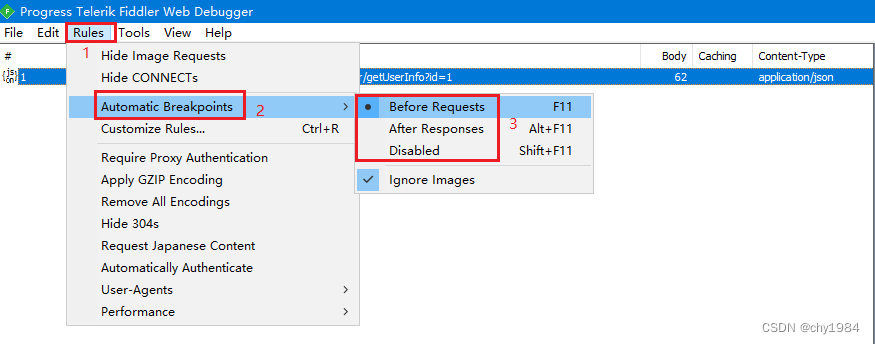 Progress Telerik Fiddler Web Debugger
File Edit Rules Tools View Help
# Body Caching Content-Type
1
{js
on} 1 r/getUserInfo?id=1 62 application/json
Hide Image Requests
Hide CONNECTs
Automatic Breakpoints 2
Before Requests F11
After Responses 3 Alt+F11
Disabled Shift+F11
Ignore Images
Customize Rules... Ctrl+R
Require Proxy Authentication
Apply GZIP Encoding
Remove All Encodings
Hide 304s
Request Japanese Content
Automatically Authenticate
User-Agents
Performance
CSDN @chy1984